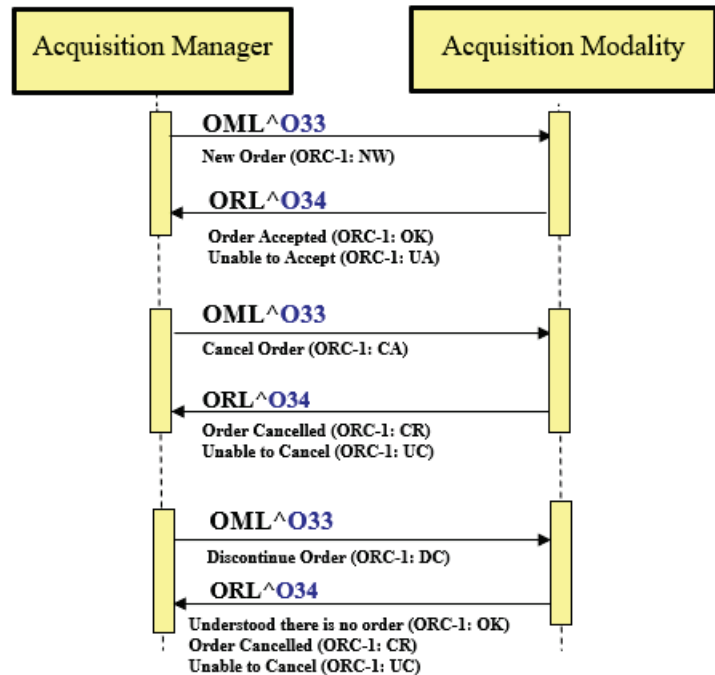 Acquisition Manager
Acquisition Modality
OML^O33
New Order (ORC-1: NW)
ORL^O34
Order Accepted (ORC-1: OK)
Unable to Accept (ORC-1: UA)
OML^O33
Cancel Order (ORC-1: CA)
ORL^O34
Order Cancelled (ORC-1: CR)
Unable to Cancel (ORC-1: UC)
OML^O33
Discontinue Order (ORC-1: DC)
ORL^O34
Understood there is no order (ORC-1: OK)
Order Cancelled (ORC-1: CR)
Unable to Cancel (ORC-1: UC)